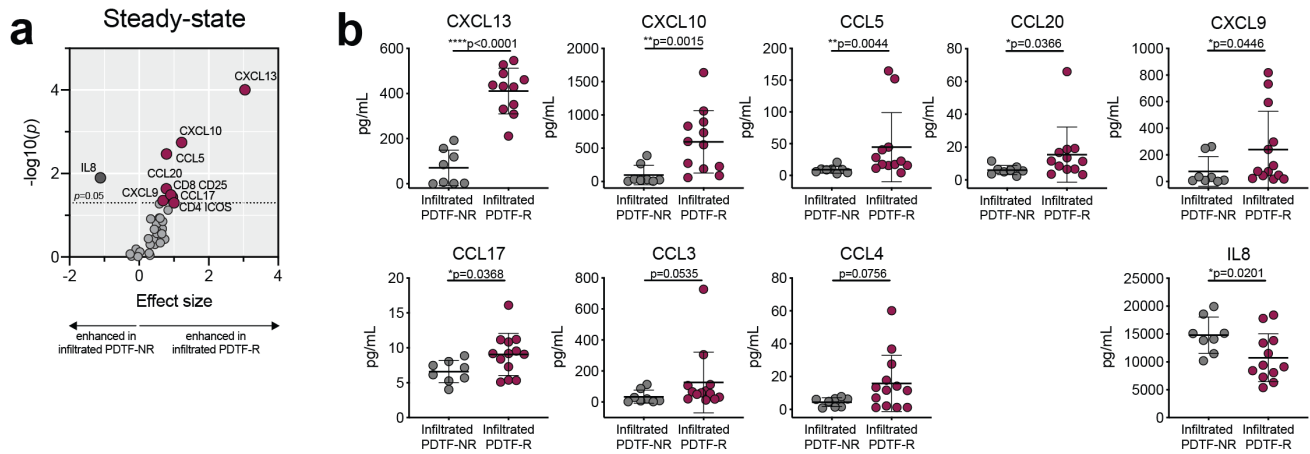 a
Steady-state
-log10(p)
6
4
2
0
CXCL13
CXCL10
CCL5
IL8
CCL20
CXCL9
CD8 CD25
CCL17
CD4 ICOS
p=0.05
-2 0 2 4
Effect size
enhanced in
infiltrated PDTF-NR
enhanced in
infiltrated PDTF-R
b
CXCL13
****p<0.0001
pg/mL
600
400
200
0
Infiltrated
PDTF-NR
Infiltrated
PDTF-R
CXCL10
**p=0.0015
pg/mL
2000
1500
1000
500
0
Infiltrated
PDTF-NR
Infiltrated
PDTF-R
CCL5
**p=0.0044
pg/mL
200
150
100
50
0
Infiltrated
PDTF-NR
Infiltrated
PDTF-R
CCL20
*p=0.0366
pg/mL
80
60
40
20
0
Infiltrated
PDTF-NR
Infiltrated
PDTF-R
CXCL9
*p=0.0446
pg/mL
1000
800
600
400
200
0
Infiltrated
PDTF-NR
Infiltrated
PDTF-R
CCL17
*p=0.0368
pg/mL
20
15
10
5
0
Infiltrated
PDTF-NR
Infiltrated
PDTF-R
CCL3
p=0.0535
pg/mL
800
600
400
200
0
Infiltrated
PDTF-NR
Infiltrated
PDTF-R
CCL4
p=0.0756
pg/mL
80
60
40
20
0
Infiltrated
PDTF-NR
Infiltrated
PDTF-R
IL8
*p=0.0201
pg/mL
25000
20000
15000
10000
5000
0
Infiltrated
PDTF-NR
Infiltrated
PDTF-R